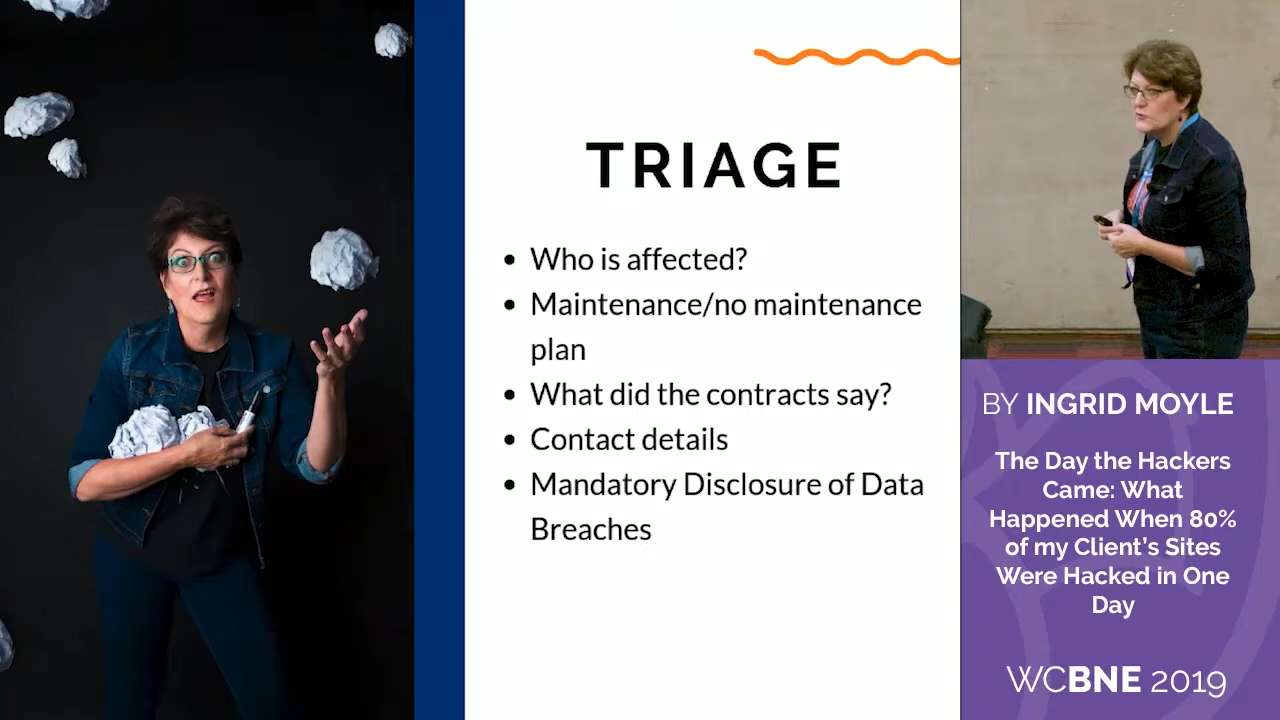 TRIAGE
• Who is affected?
• Maintenance/no maintenance
plan
• What did the contracts say?
• Contact details
• Mandatory Disclosure of Data
Breaches
BY INGRID MOYLE
The Day the Hackers
Came: What
Happened When 80%
of my Client's Sites
Were Hacked in One
Day
WCBNE 2019